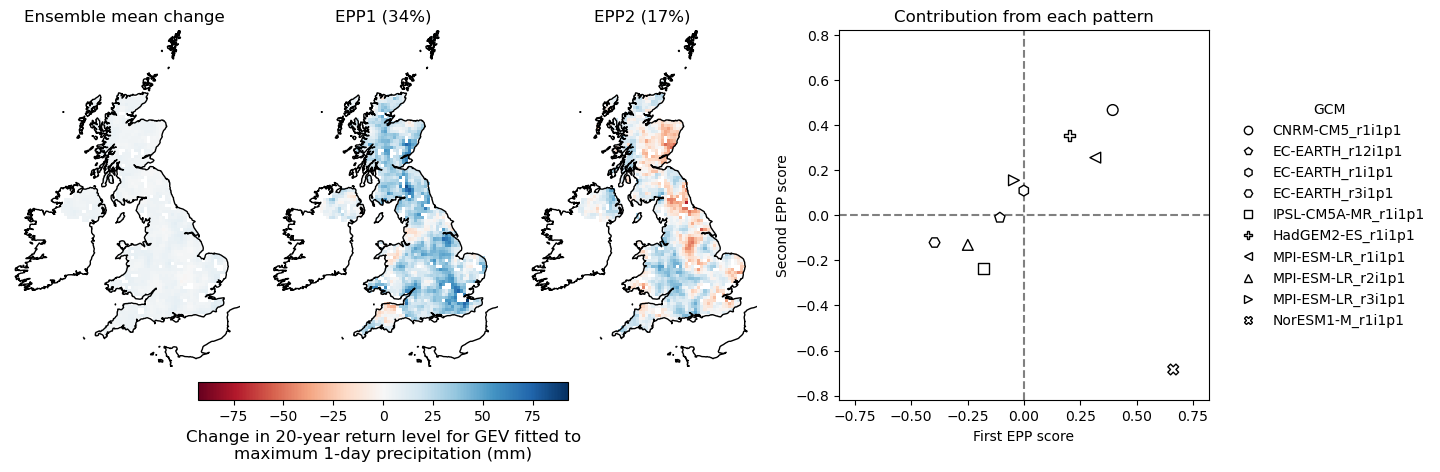 Ensemble mean change
EPP1 (34%)
EPP2 (17%)
−75 −50 −25 0 25 50 75
Change in 20-year return level for GEV fitted to
maximum 1-day precipitation (mm)
Contribution from each pattern
0.8
0.6
0.4
0.2
0.0
−0.2
−0.4
−0.6
−0.8
Second EPP score
−0.75 −0.50 −0.25 0.00 0.25 0.50 0.75
First EPP score
GCM
CNRM-CM5_r1i1p1
EC-EARTH_r12i1p1
EC-EARTH_r1i1p1
EC-EARTH_r3i1p1
IPSL-CM5A-MR_r1i1p1
HadGEM2-ES_r1i1p1
MPI-ESM-LR_r1i1p1
MPI-ESM-LR_r2i1p1
MPI-ESM-LR_r3i1p1
NorESM1-M_r1i1p1